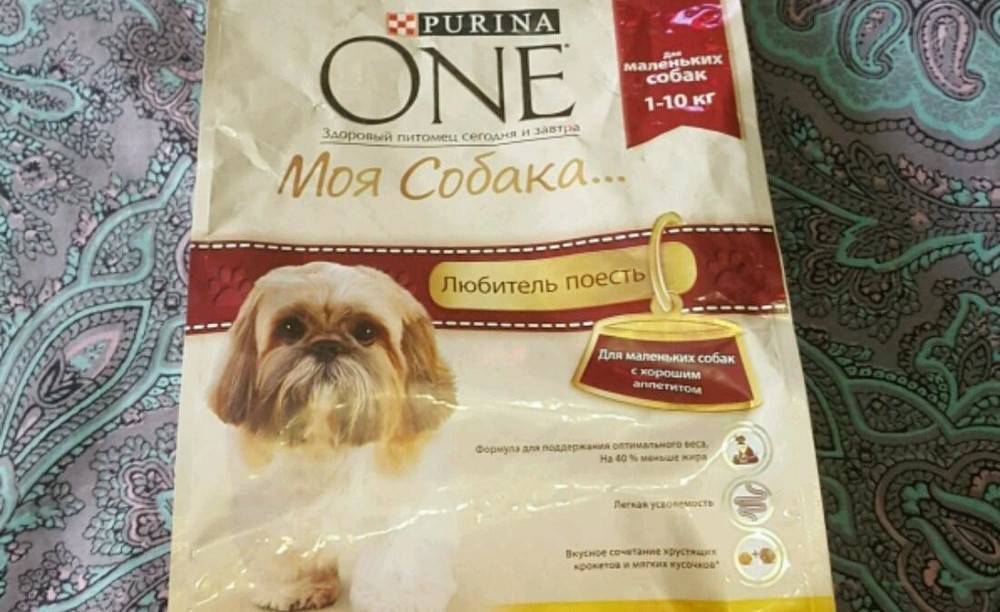 PURINA
ONE
Здоровый питомец сегодня и завтра
Моя Собака...
Для
маленьких
собак
1-10 кг
Любитель поесть
Для маленьких собак
с хорошим
аппетитом
Формула для поддержания оптимального веса,
На 40 % меньше жира
Легкая усвояемость
Вкусное сочетание хрустящих
крокетов и мягких кусочков*